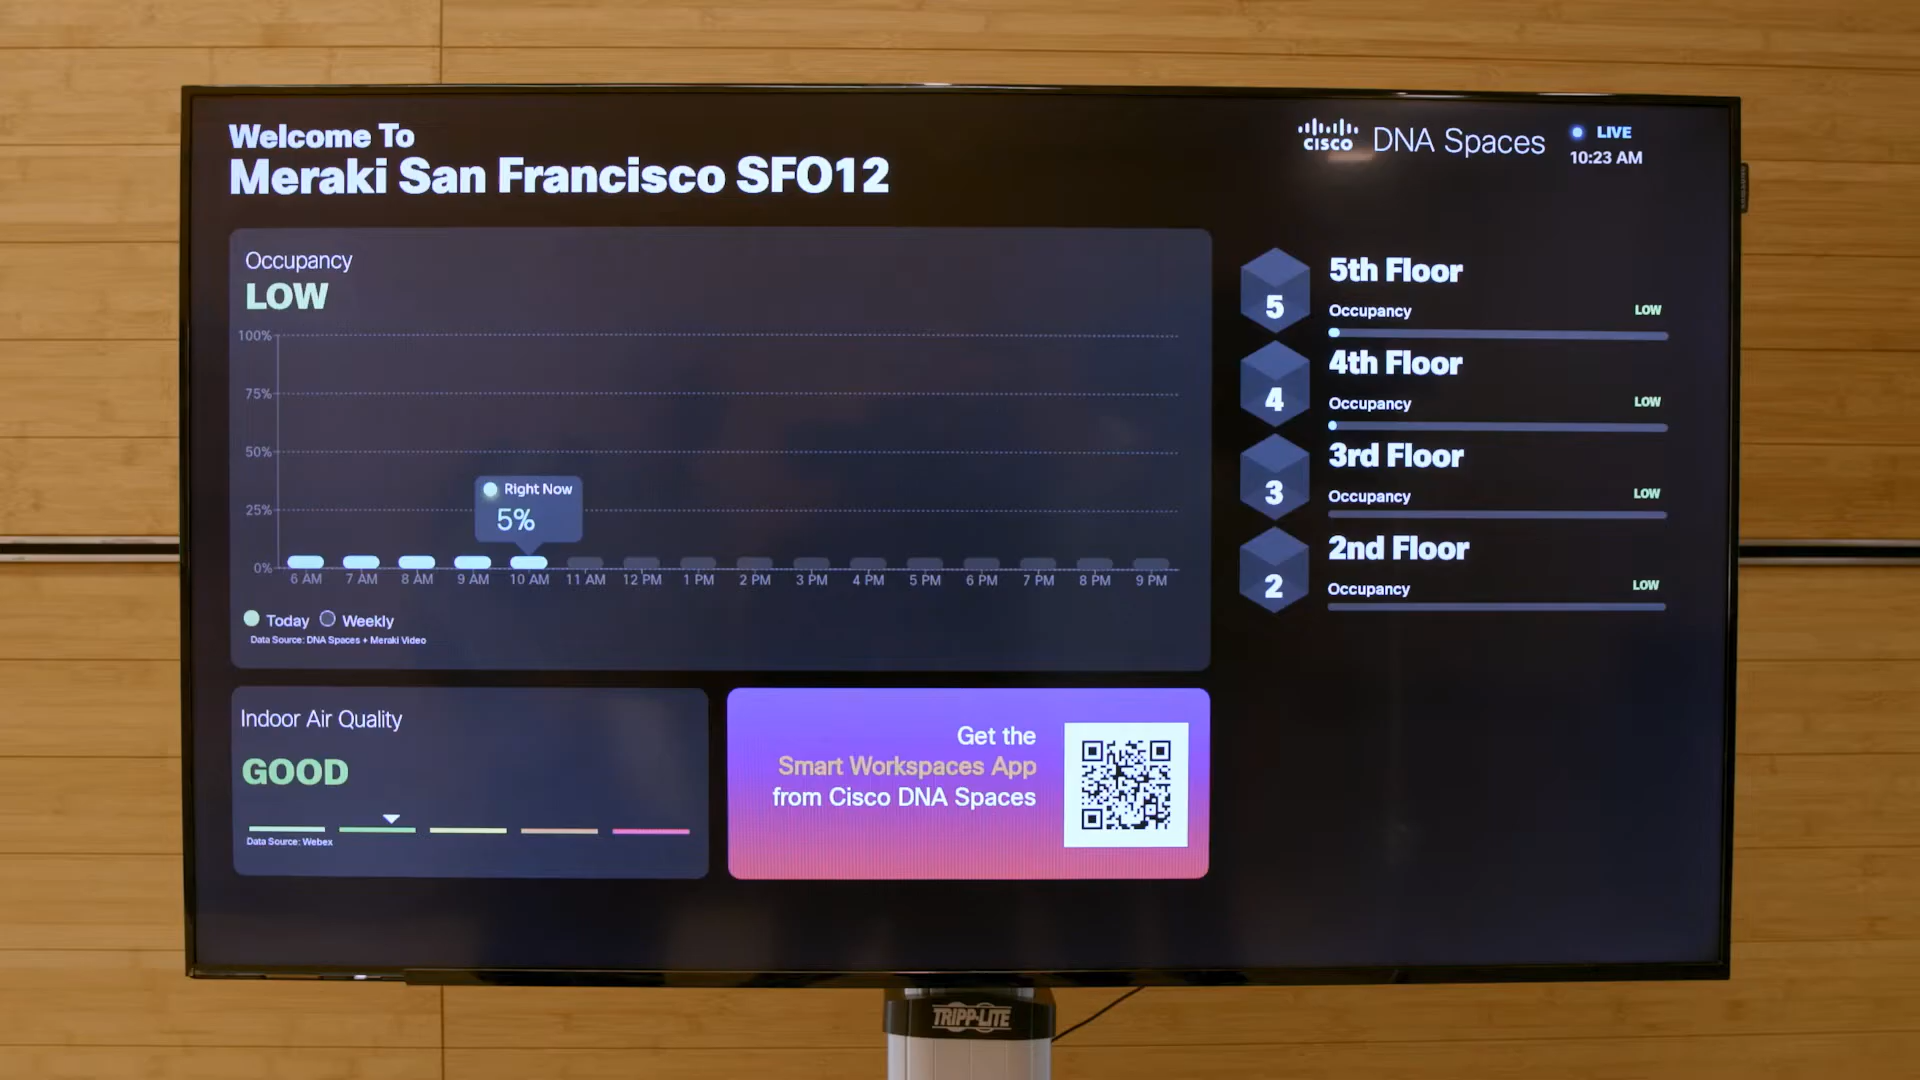 Welcome To
Meraki San Francisco SFO12
cisco DNA Spaces
LIVE
10:23 AM
Occupancy
LOW
100%
75%
50%
25%
0%
Right Now
5%
6 AM 7 AM 8 AM 9 AM 10 AM 11 AM 12 PM 1 PM 2 PM 3 PM 4 PM 5 PM 6 PM 7 PM 8 PM 9 PM
Today Weekly
Data Source: DNA Spaces + Meraki Video
5
5th Floor
Occupancy LOW
4
4th Floor
Occupancy LOW
3
3rd Floor
Occupancy LOW
2
2nd Floor
Occupancy LOW
Indoor Air Quality
GOOD
Data Source: Webex
Get the
Smart Workspaces App
from Cisco DNA Spaces
TRIPP-LITE